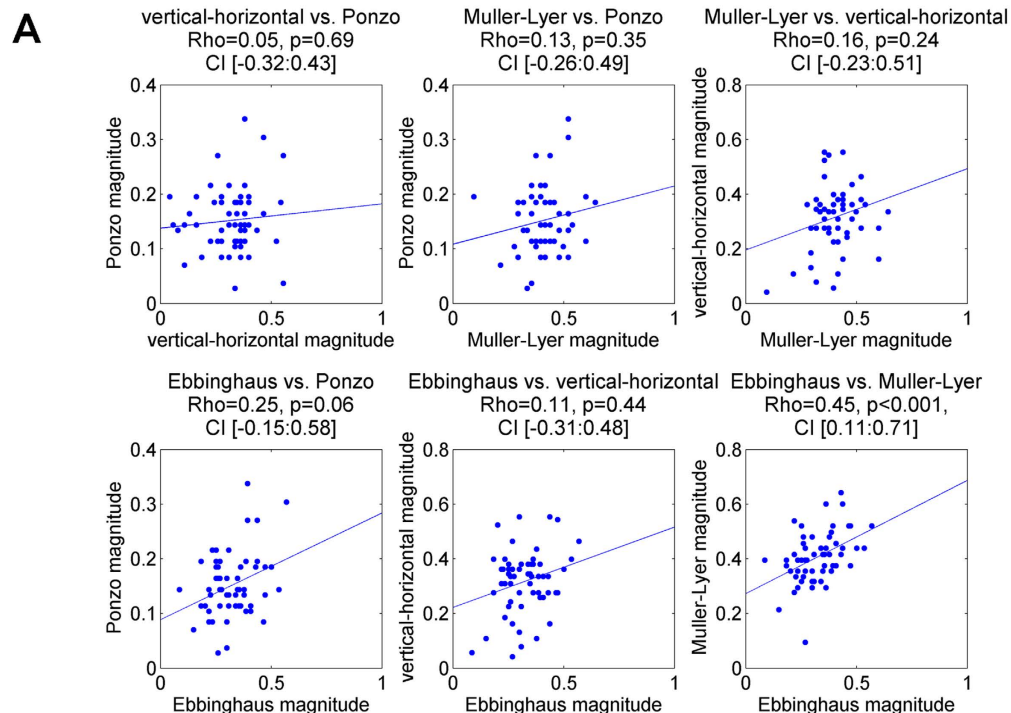 A
vertical-horizontal vs. Ponzo
Rho=0.05, p=0.69
CI [-0.32:0.43]
0.4
0.3
0.2
0.1
0
0
0.5
1
Ponzo magnitude
vertical-horizontal magnitude
Muller-Lyer vs. Ponzo
Rho=0.13, p=0.35
CI [-0.26:0.49]
0.4
0.3
0.2
0.1
0
0
0.5
1
Ponzo magnitude
Muller-Lyer magnitude
Muller-Lyer vs. vertical-horizontal
Rho=0.16, p=0.24
CI [-0.23:0.51]
0.8
0.6
0.4
0.2
0
0
0.5
1
vertical-horizontal magnitude
Muller-Lyer magnitude
Ebbinghaus vs. Ponzo
Rho=0.25, p=0.06
CI [-0.15:0.58]
0.4
0.3
0.2
0.1
0
0
0.5
1
Ponzo magnitude
Ebbinghaus magnitude
Ebbinghaus vs. vertical-horizontal
Rho=0.11, p=0.44
CI [-0.31:0.48]
0.8
0.6
0.4
0.2
0
0
0.5
1
vertical-horizontal magnitude
Ebbinghaus magnitude
Ebbinghaus vs. Muller-Lyer
Rho=0.45, p<0.001,
CI [0.11:0.71]
0.8
0.6
0.4
0.2
0
0
0.5
1
Muller-Lyer magnitude
Ebbinghaus magnitude